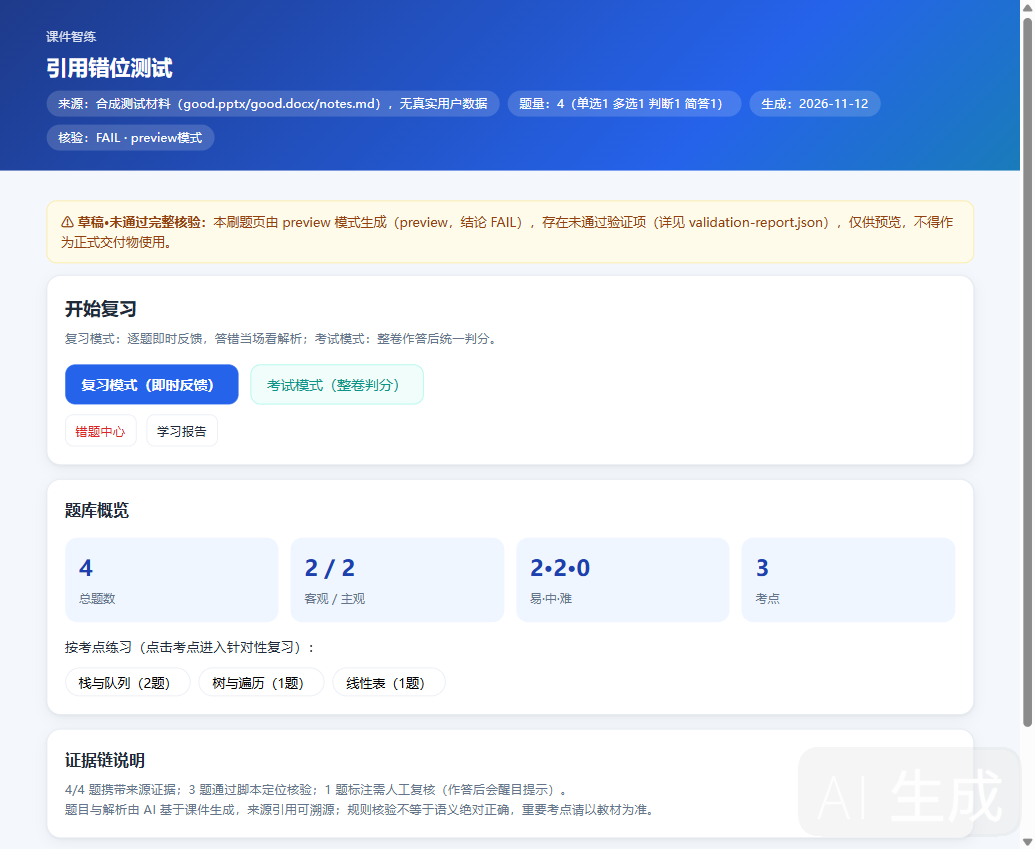 课件智练
引用错位测试
来源：合成测试材料（good.pptx/good.docx/notes.md），无真实用户数据
题量：4（单选1 多选1 判断1 简答1）
生成：2026-11-12
核验：FAIL · preview模式
⚠ 草稿•未通过完整核验：本刷题页由 preview 模式生成（preview，结论 FAIL），存在未通过验证项（详见 validation-report.json），仅供预览，不得作
为正式交付物使用。
开始复习
复习模式：逐题即时反馈，答错当场看解析；考试模式：整卷作答后统一判分。
复习模式（即时反馈）
考试模式（整卷判分）
错题中心
学习报告
题库概览
4
总题数
2 / 2
客观 / 主观
2•2•0
易·中·难
3
考点
按考点练习（点击考点进入针对性复习）：
栈与队列（2题）
树与遍历（1题）
线性表（1题）
证据链说明
4/4 题携带来源证据；3 题通过脚本定位核验；1 题标注需人工复核（作答后会醒目提示）。
题目与解析由 AI 基于课件生成，来源引用可溯源；规则核验不等于语义绝对正确，重要考点请以教材为准。
AI 生成